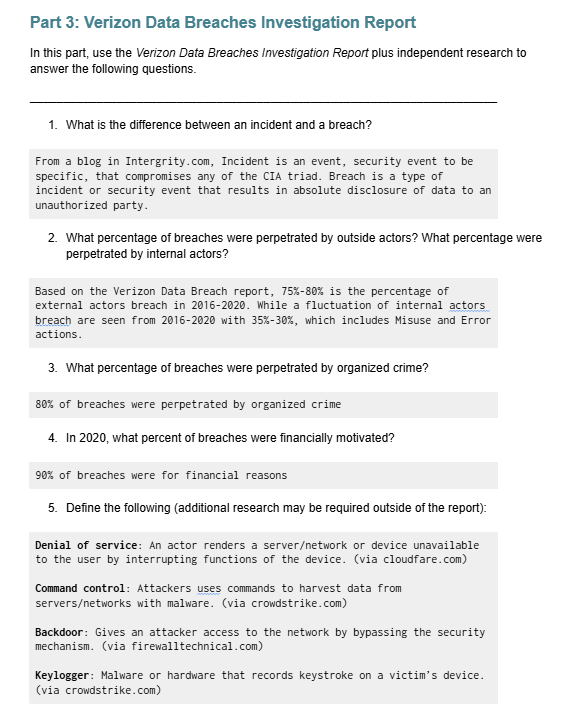 Part 3: Verizon Data Breaches Investigation Report
In this part, use the Verizon Data Breaches Investigation Report plus independent research to
answer the following questions.
1. What is the difference between an incident and a breach?
From a blog in Intergrity.com, Incident is an event, security event to be
specific, that compromises any of the CIA triad. Breach is a type of
incident or security event that results in absolute disclosure of data to an
unauthorized party.
2. What percentage of breaches were perpetrated by outside actors? What percentage were
perpetrated by internal actors?
Based on the Verizon Data Breach report, 75%-80% is the percentage of
external actors breach in 2016-2020. While a fluctuation of internal actors
breach are seen from 2016-2020 with 35%-30%, which includes Misuse and Error
actions.
3. What percentage of breaches were perpetrated by organized crime?
80% of breaches were perpetrated by organized crime
4. In 2020, what percent of breaches were financially motivated?
90% of breaches were for financial reasons
5. Define the following (additional research may be required outside of the report):
Denial of service: An actor renders a server/network or device unavailable
to the user by interrupting functions of the device. (via cloudfare.com)
Command control: Attackers uses commands to harvest data from
servers/networks with malware. (via crowdstrike.com)
Backdoor: Gives an attacker access to the network by bypassing the security
mechanism. (via firewalltechnical.com)
Keylogger: Malware or hardware that records keystroke on a victim's device.
(via crowdstrike.com)